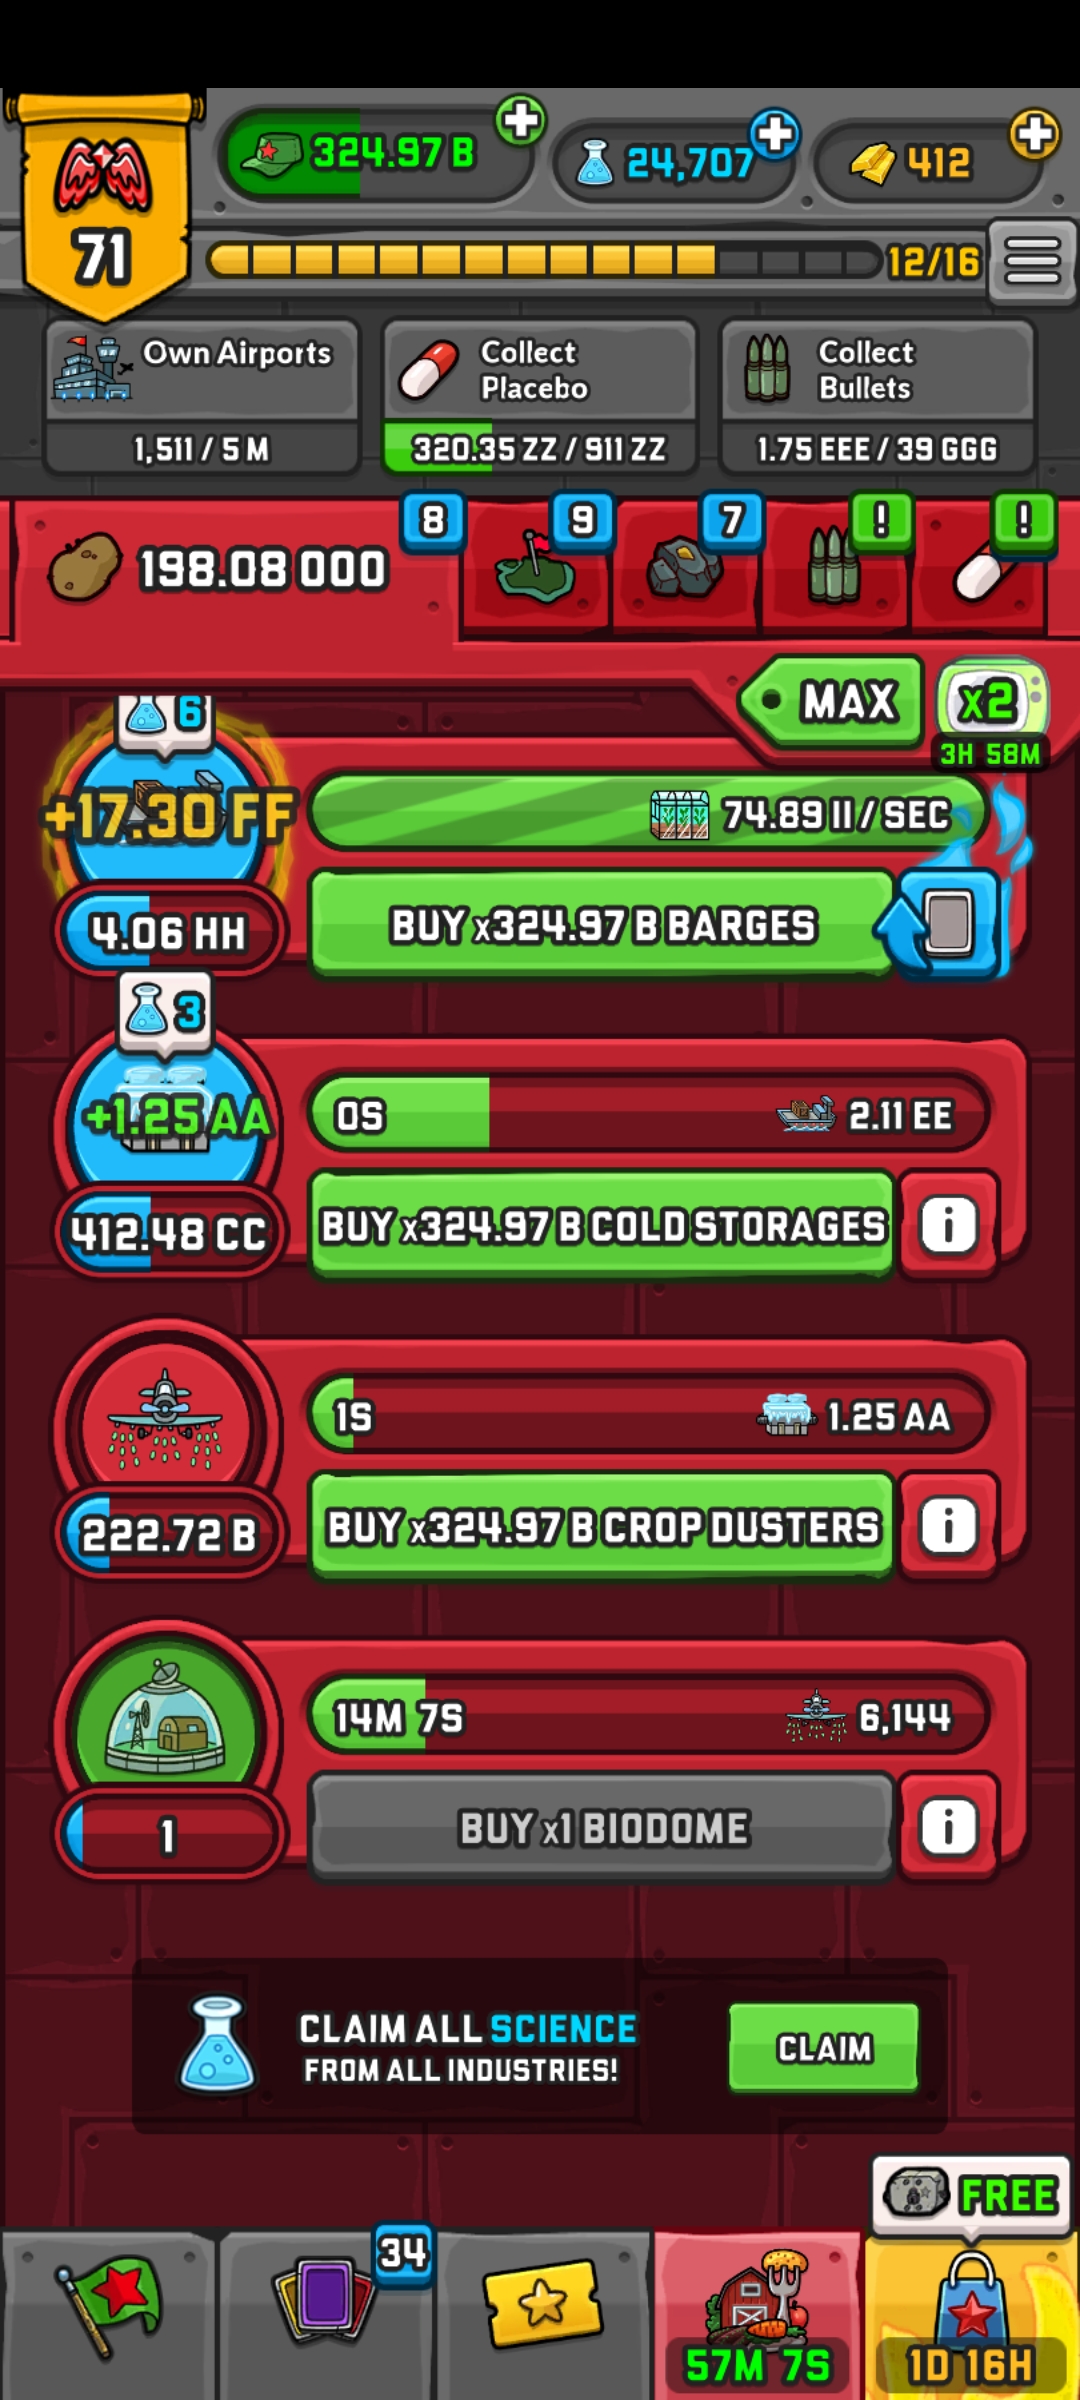 324.97 B
24,707
412
71
12/16
Own Airports
1,511 / 5 M
Collect
Placebo
320.35 ZZ / 911 ZZ
Collect
Bullets
1.75 EEE / 39 GGG
198.08 OOO
8
9
7
!
!
MAX
x2
3H 58M
6
+17.30 FF
74.89 II / SEC
4.06 HH
BUY x324.97 B BARGES
3
+1.25 AA
0S
2.11 EE
412.48 CC
BUY x324.97 B COLD STORAGES
i
1S
1.25 AA
222.72 B
BUY x324.97 B CROP DUSTERS
i
14M 7S
6,144
1
BUY x1 BIODOME
i
CLAIM ALL SCIENCE
FROM ALL INDUSTRIES!
CLAIM
FREE
34
57M 7S
1D 16H